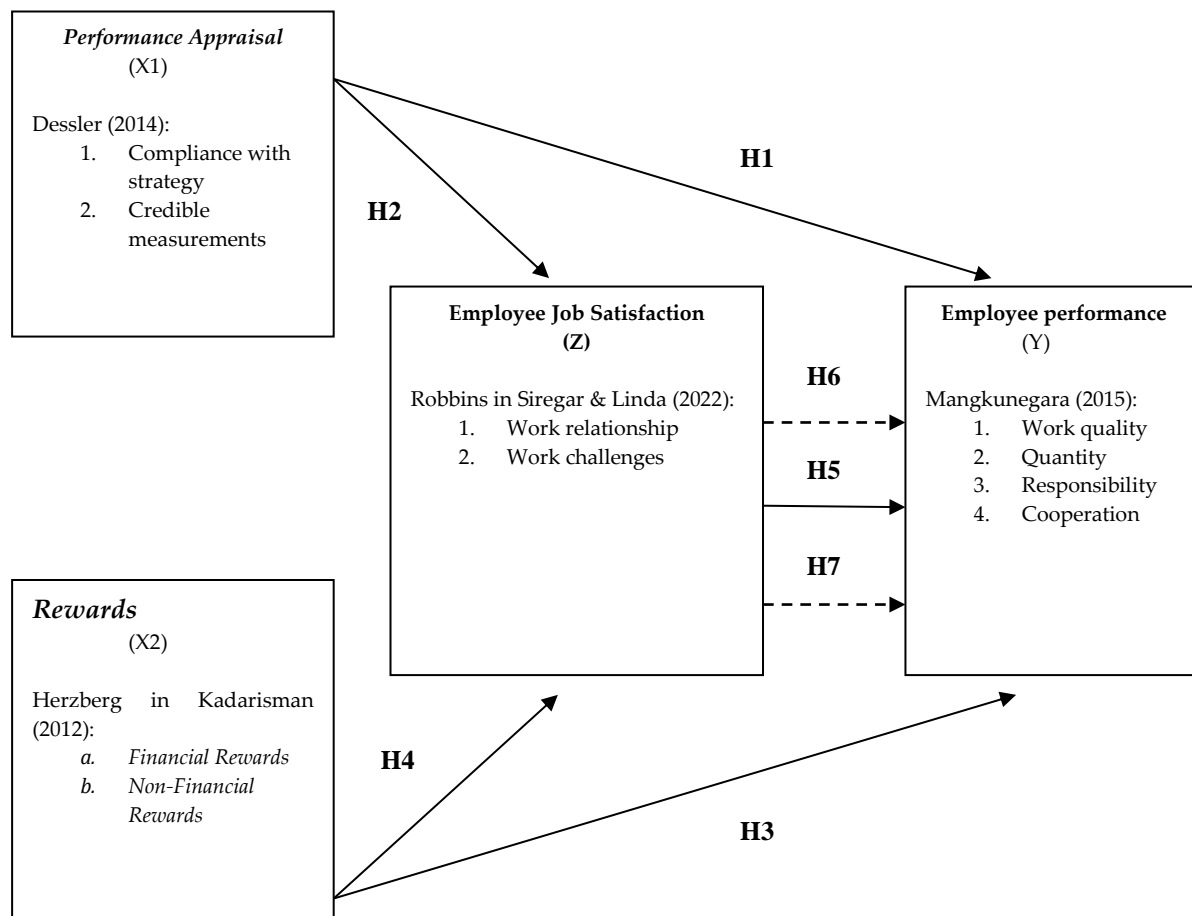 Performance Appraisal
(X1)
Dessler (2014):
1. Compliance with
strategy
2. Credible
measurements
H1
H2
Employee Job Satisfaction
(Z)
Robbins in Siregar & Linda (2022):
1. Work relationship
2. Work challenges
H6
H5
H7
Employee performance
(Y)
Mangkunegara (2015):
1. Work quality
2. Quantity
3. Responsibility
4. Cooperation
Rewards
(X2)
Herzberg in Kadarisman
(2012):
a. Financial Rewards
b. Non-Financial
Rewards
H4
H3